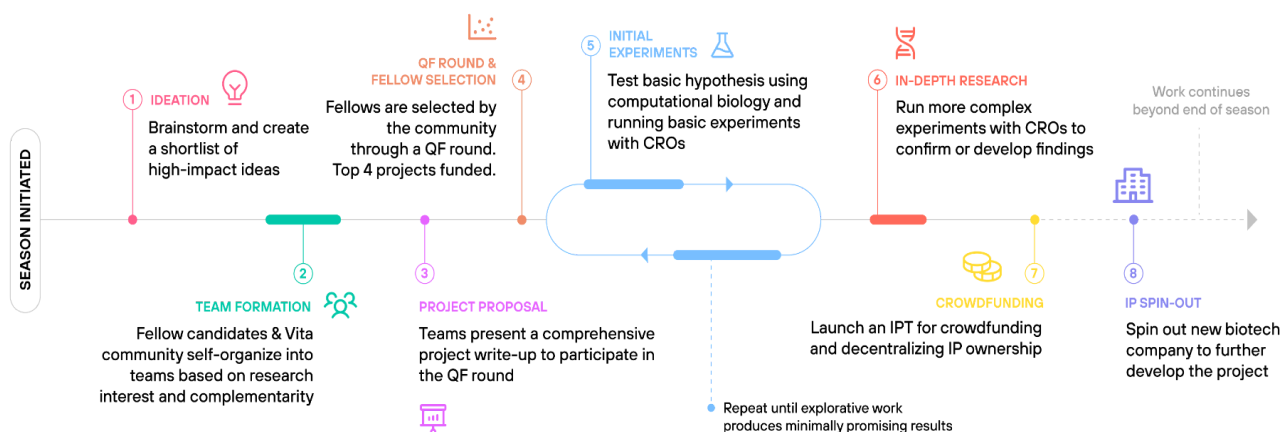 SEASON INITIATED
1 IDEATION
Brainstorm and create
a shortlist of
high-impact ideas
2
TEAM FORMATION
Fellow candidates & Vita
community self-organize into
teams based on research
interest and complementarity
3
PROJECT PROPOSAL
Teams present a comprehensive
project write-up to participate in
the QF round
QF ROUND &
FELLOW SELECTION 4
Fellows are selected by
the community
through a QF round.
Top 4 projects funded.
5 INITIAL
EXPERIMENTS
Test basic hypothesis using
computational biology and
running basic experiments
with CROs
Repeat until explorative work
produces minimally promising results
6 IN-DEPTH RESEARCH
Run more complex
experiments with CROs to
confirm or develop findings
7
CROWDFUNDING
Launch an IPT for crowdfunding
and decentralizing IP ownership
8
IP SPIN-OUT
Spin out new biotech
company to further
develop the project
Work continues
beyond end of season